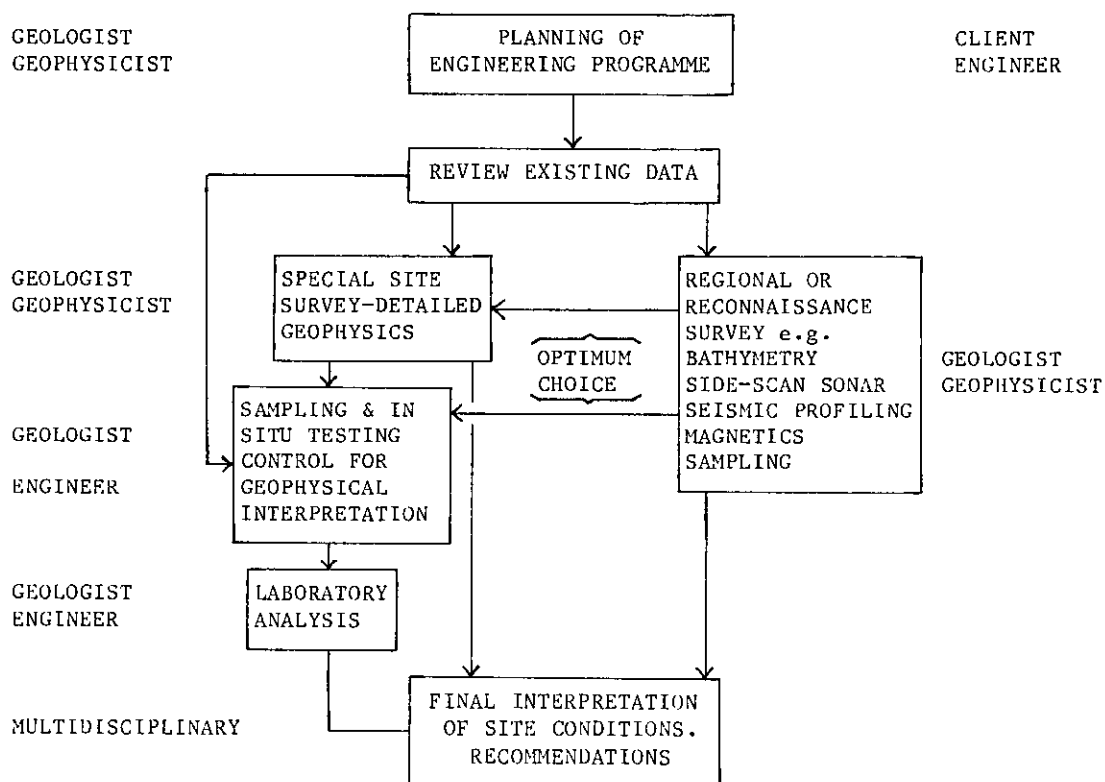 GEOLOGIST
GEOPHYSICIST
PLANNING OF
ENGINEERING PROGRAMME
CLIENT
ENGINEER
REVIEW EXISTING DATA
GEOLOGIST
GEOPHYSICIST
SPECIAL SITE
SURVEY-DETAILED
GEOPHYSICS
REGIONAL OR
RECONNAISSANCE
SURVEY e.g.
BATHYMETRY
SIDE-SCAN SONAR
SEISMIC PROFILING
MAGNETICS
SAMPLING
OPTIMUM
CHOICE
GEOLOGIST
GEOPHYSICIST
GEOLOGIST
ENGINEER
SAMPLING & IN
SITU TESTING
CONTROL FOR
GEOPHYSICAL
INTERPRETATION
GEOLOGIST
ENGINEER
LABORATORY
ANALYSIS
MULTIDISCIPLINARY
FINAL INTERPRETATION
OF SITE CONDITIONS.
RECOMMENDATIONS